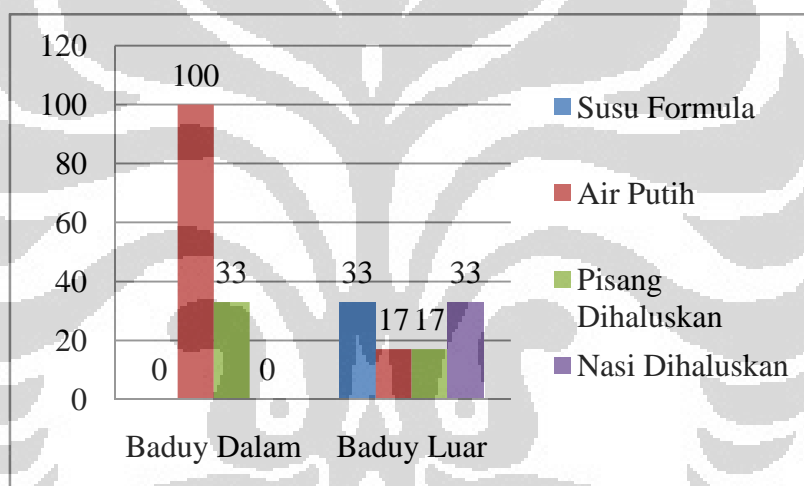 120
100
80
60
40
20
0
0
100
33
0
33
17
17
33
Baduy Dalam
Baduy Luar
Susu Formula
Air Putih
Pisang
Dihaluskan
Nasi Dihaluskan